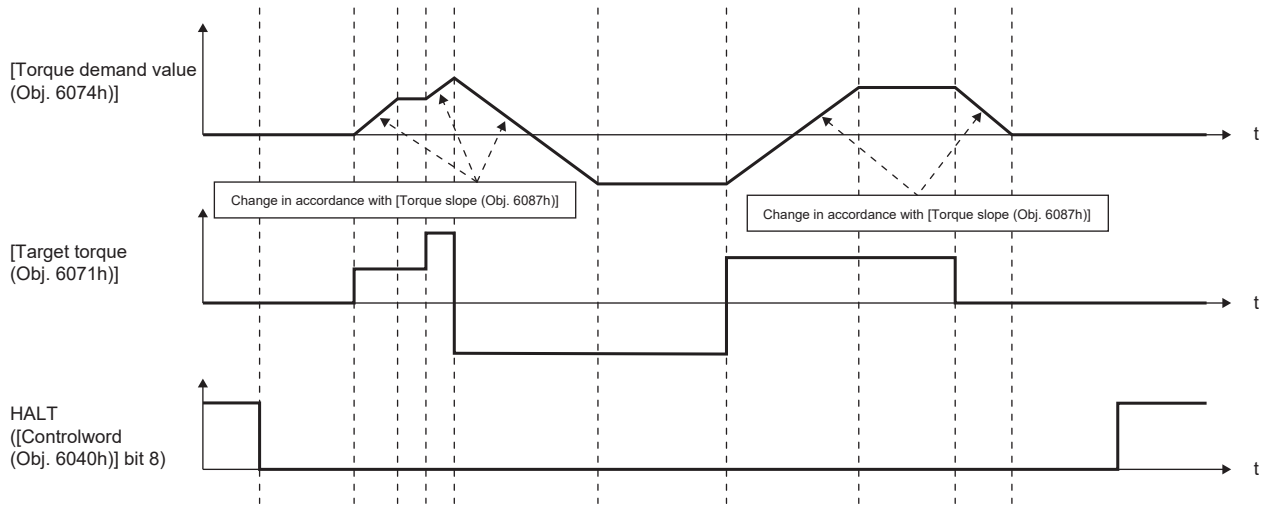 [Torque demand value
(Obj. 6074h)]
t
Change in accordance with [Torque slope (Obj. 6087h)]
Change in accordance with [Torque slope (Obj. 6087h)]
[Target torque
(Obj. 6071h)]
t
HALT
([Controlword
(Obj. 6040h)] bit 8)
t